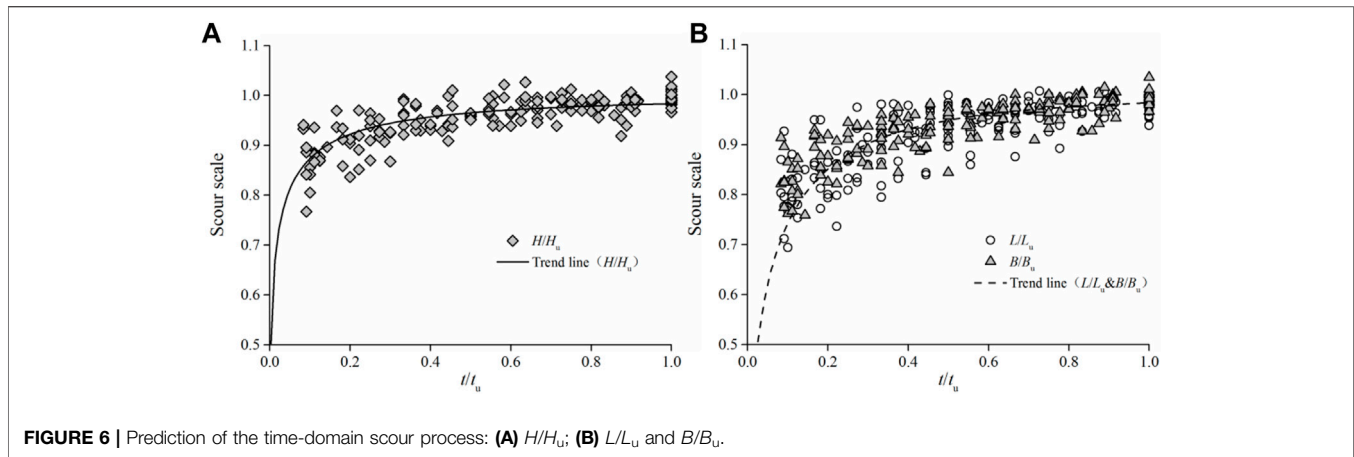 A
1.1
1.0
0.9
0.8
0.7
0.6
0.5
Scour scale
H/Hu
Trend line（H/Hu）
0.0 0.2 0.4 0.6 0.8 1.0
t/tu
B
1.1
1.0
0.9
0.8
0.7
0.6
0.5
Scour scale
L/Lu
B/Bu
Trend line（L/Lu&B/Bu）
0.0 0.2 0.4 0.6 0.8 1.0
t/tu
FIGURE 6 | Prediction of the time-domain scour process: (A) H/Hu; (B) L/Lu and B/Bu.